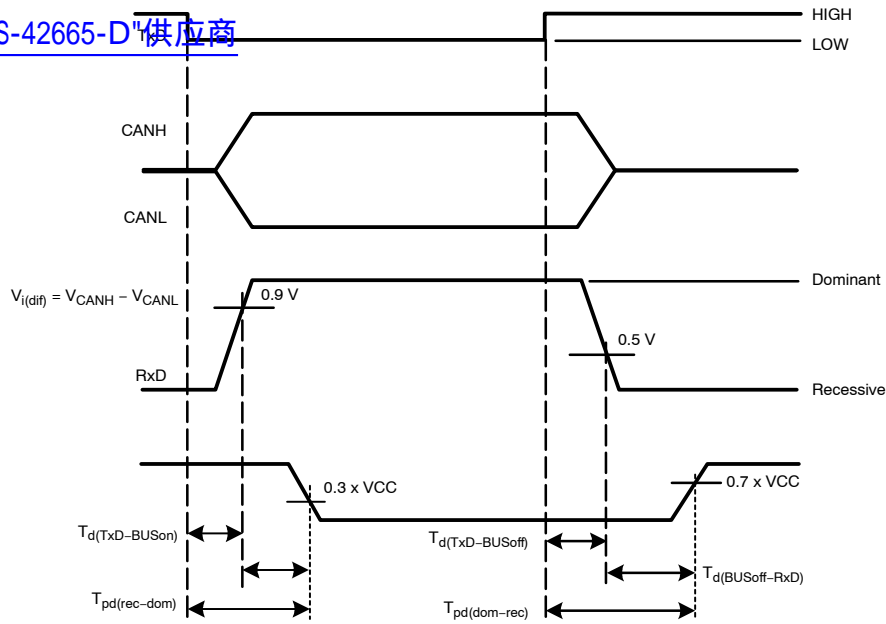 HIGH
S-42665-D"供应商
TxD
LOW
CANH
CANL
Dominant
Vi(dif) = VCANH − VCANL
0.9 V
0.5 V
RxD
Recessive
0.3 x VCC
0.7 x VCC
Td(TxD−BUSon)
Td(TxD−BUSoff)
Td(BUSoff−RxD)
Tpd(rec−dom)
Tpd(dom−rec)